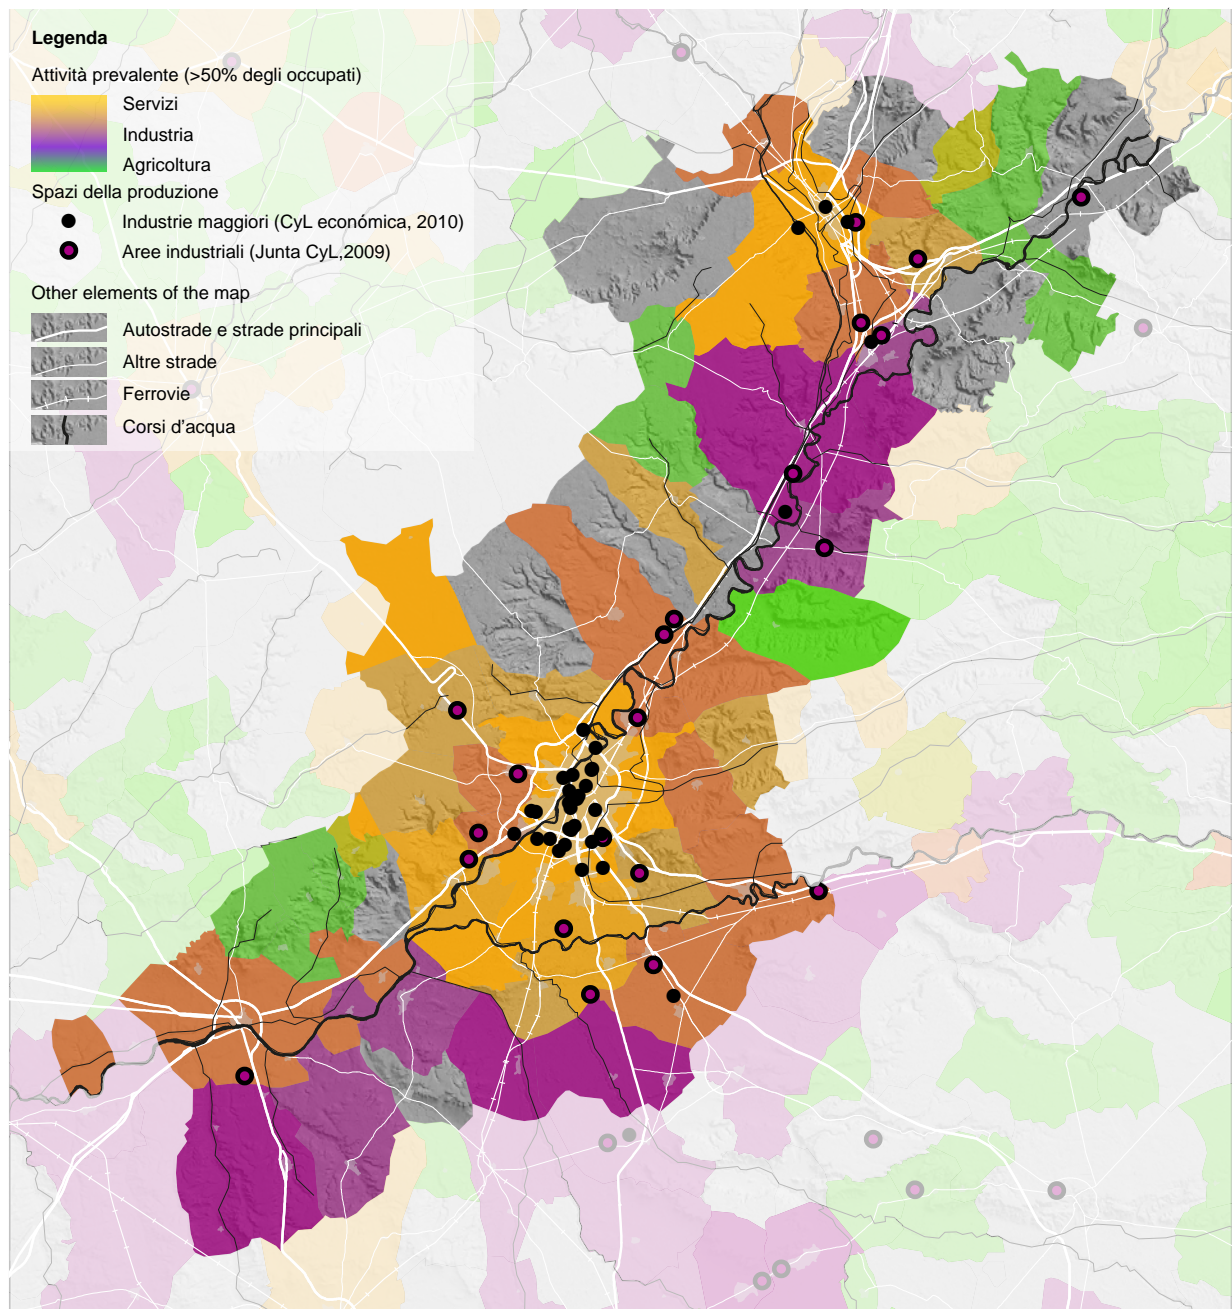 Legenda
Attività prevalente (>50% degli occupati)
Servizi
Industria
Agricoltura
Spazi della produzione
Industrie maggiori (CyL económica, 2010)
Aree industriali (Junta CyL,2009)
Other elements of the map
Autostrade e strade principali
Altre strade
Ferrovie
Corsi d'acqua